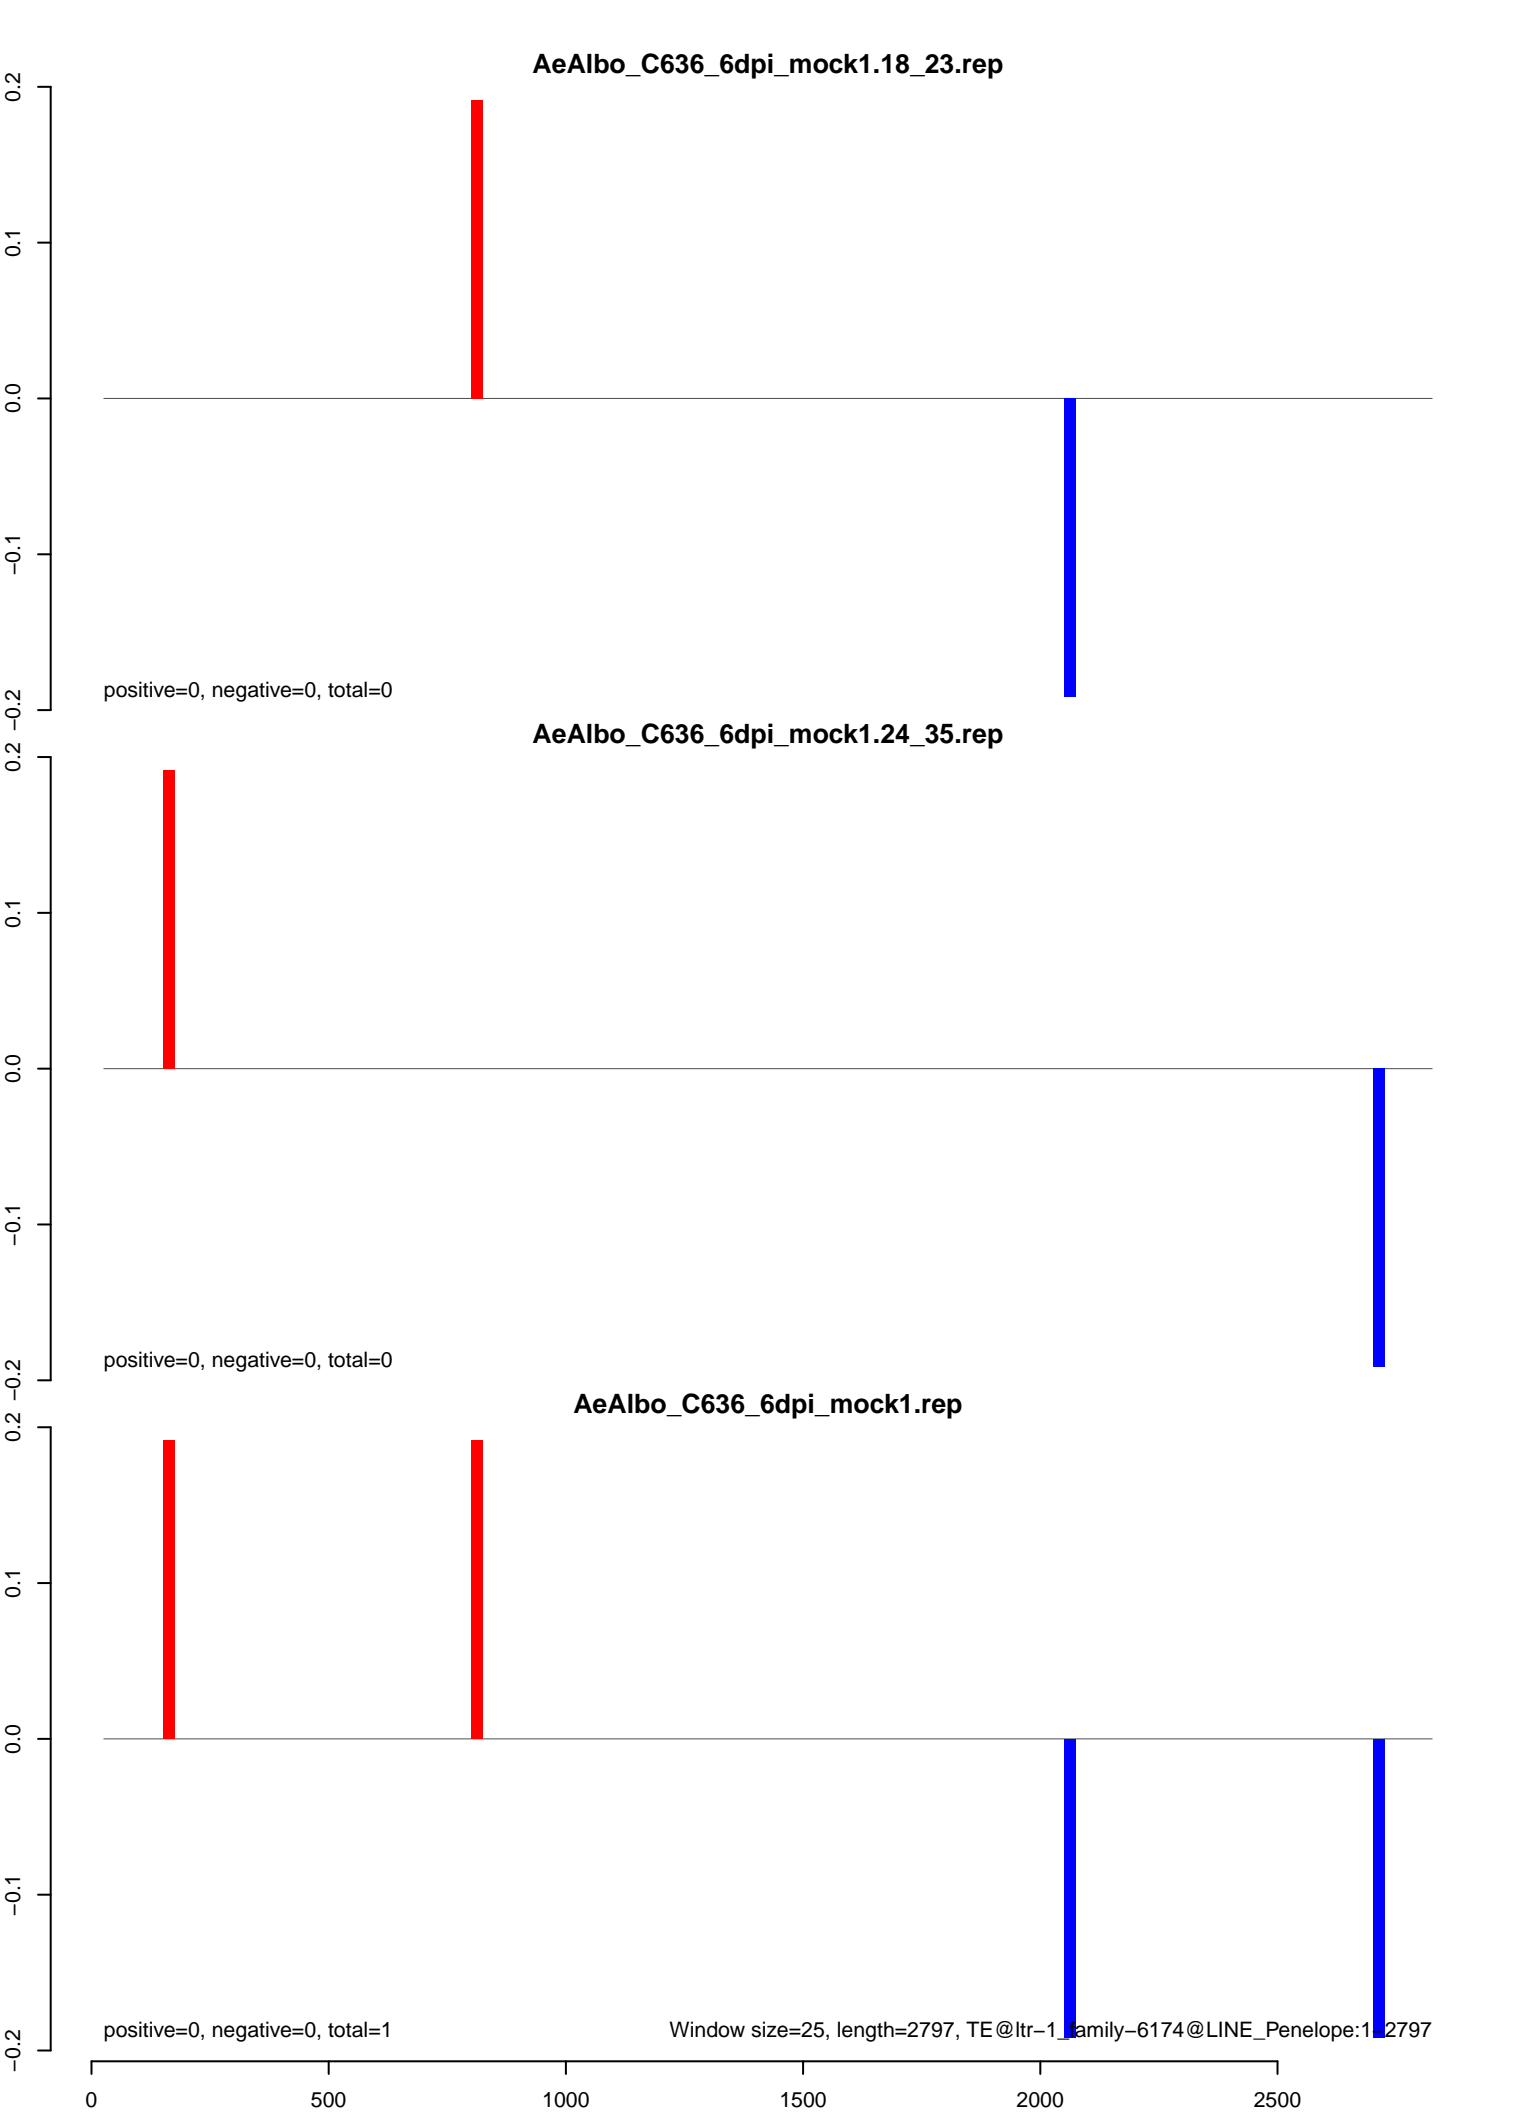 AeAlbo_C636_6dpi_mock1.18_23.rep
0.2
0.1
0.0
−0.1
−0.2
positive=0, negative=0, total=0
AeAlbo_C636_6dpi_mock1.24_35.rep
0.2
0.1
0.0
−0.1
−0.2
positive=0, negative=0, total=0
AeAlbo_C636_6dpi_mock1.rep
0.2
0.1
0.0
−0.1
−0.2
positive=0, negative=0, total=1
Window size=25, length=2797, TE@ltr−1_family−6174@LINE_Penelope:1−2797
0 500 1000 1500 2000 2500